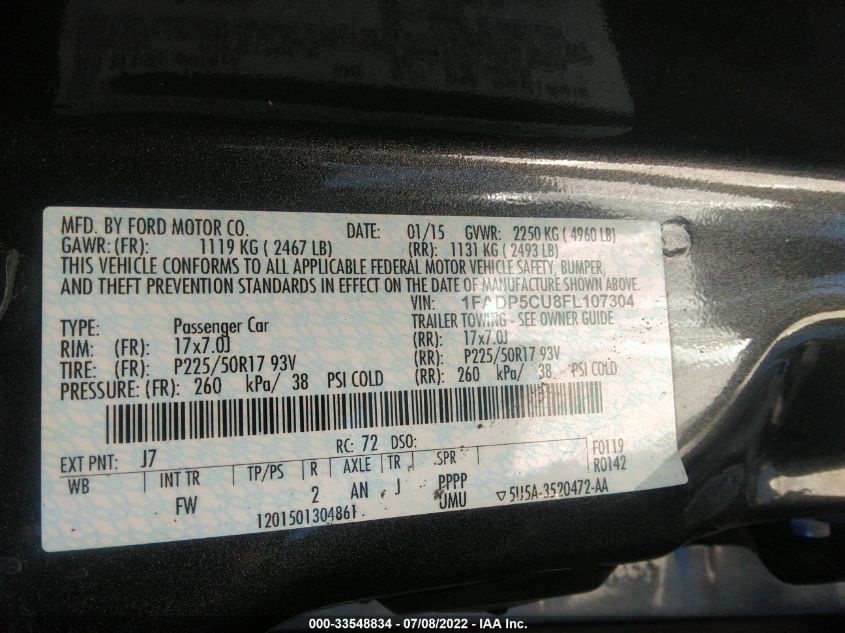 MFD. BY FORD MOTOR CO. DATE: 01/15 GVWR: 2250 KG ( 4960 LB)
GAWR: (FR): 1119 KG ( 2467 LB) (RR): 1131 KG ( 2493 LB)
THIS VEHICLE CONFORMS TO ALL APPLICABLE FEDERAL MOTOR VEHICLE SAFETY, BUMPER,
AND THEFT PREVENTION STANDARDS IN EFFECT ON THE DATE OF MANUFACTURE SHOWN ABOVE.
VIN: 1FADP5CU8FL107304
TYPE: Passenger Car TRAILER TOWING - SEE OWNER GUIDE
RIM: (FR): 17x7.0J (RR): 17x7.0J
TIRE: (FR): P225/50R17 93V (RR): P225/50R17 93V
PRESSURE: (FR): 260 kPa/ 38 PSI COLD (RR): 260 kPa/ 38 PSI COLD
EXT PNT: J7 RC: 72 DSO: F0119
WB INT TR TP/PS R AXLE TR SPR R0142
FW 2 AN J PPPP
UMU ▽5U5A-3520472-AA
1201501304861
000-33548834 - 07/08/2022 - IAA Inc.